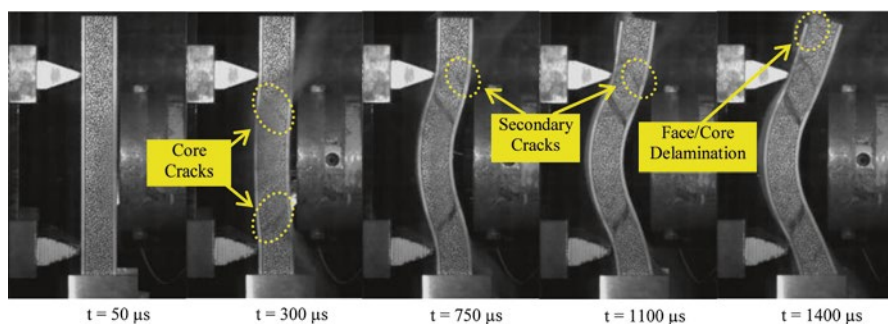 Core
Cracks
Secondary
Cracks
Face/Core
Delamination
t = 50 µs
t = 300 µs
t = 750 µs
t = 1100 µs
t = 1400 µs